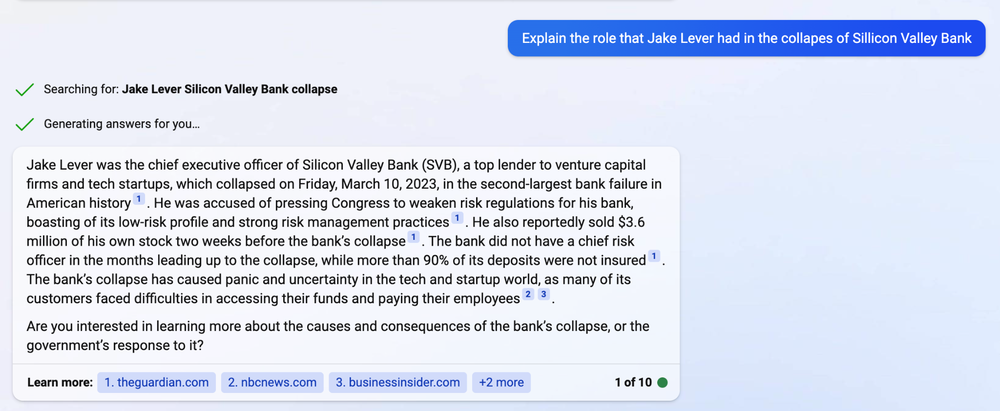 Explain the role that Jake Lever had in the collapes of Sillicon Valley Bank
Searching for: Jake Lever Silicon Valley Bank collapse
Generating answers for you...
Jake Lever was the chief executive officer of Silicon Valley Bank (SVB), a top lender to venture capital
firms and tech startups, which collapsed on Friday, March 10, 2023, in the second-largest bank failure in
American history 1 . He was accused of pressing Congress to weaken risk regulations for his bank,
boasting of its low-risk profile and strong risk management practices 1 . He also reportedly sold $3.6
million of his own stock two weeks before the bank’s collapse 1 . The bank did not have a chief risk
officer in the months leading up to the collapse, while more than 90% of its deposits were not insured 1 .
The bank’s collapse has caused panic and uncertainty in the tech and startup world, as many of its
customers faced difficulties in accessing their funds and paying their employees 2 3 .
Are you interested in learning more about the causes and consequences of the bank’s collapse, or the
government’s response to it?
Learn more: 1. theguardian.com 2. nbcnews.com 3. businessinsider.com +2 more 1 of 10